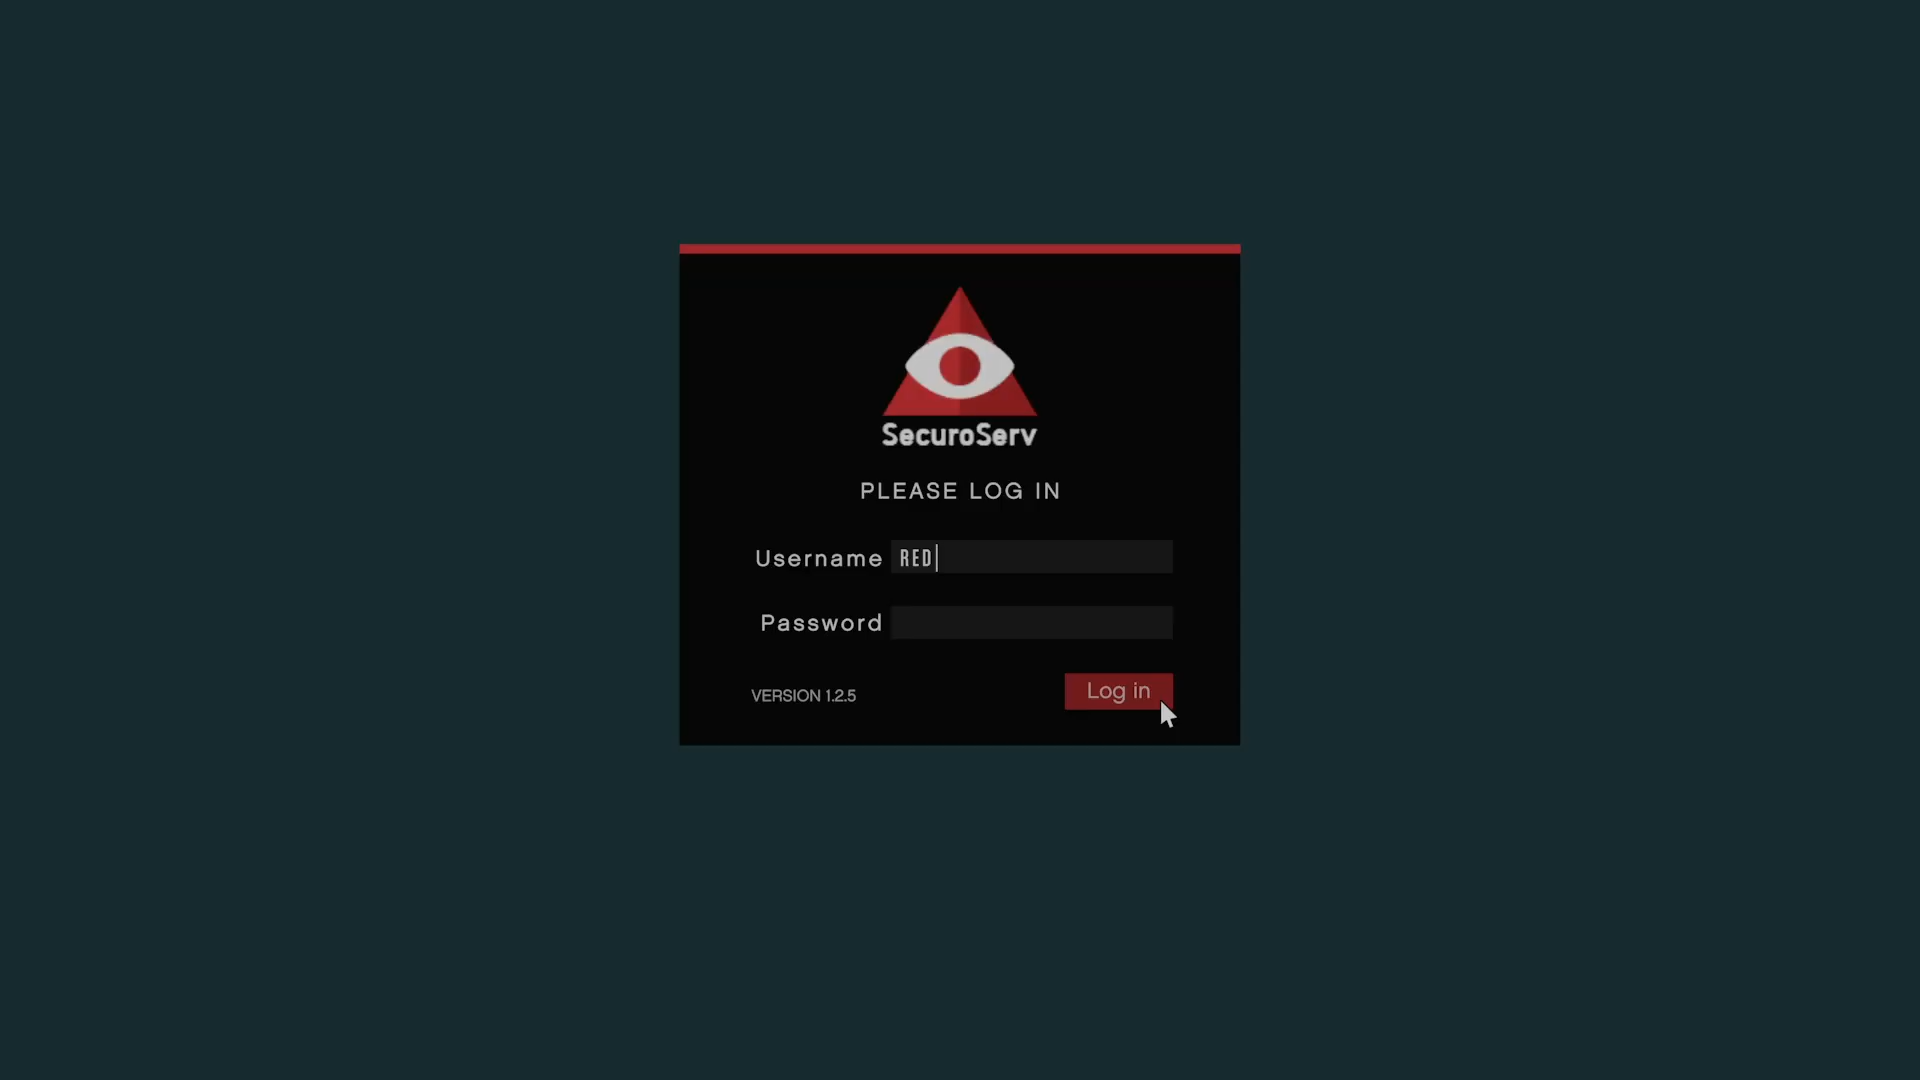 SecuroServ
PLEASE LOG IN
Username RED
Password
VERSION 1.2.5 Log in